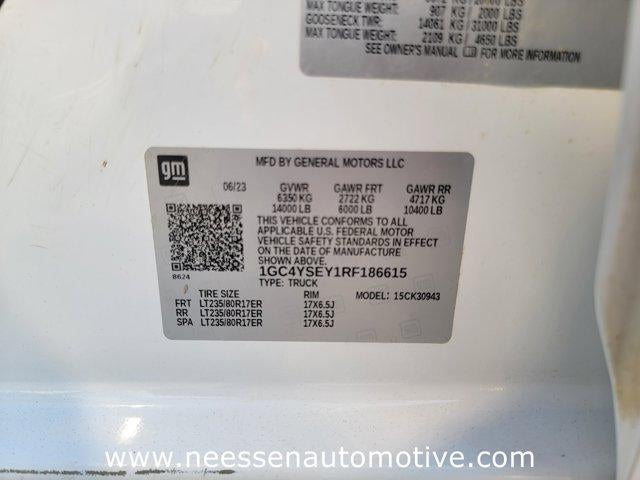 MAX TONGUE WEIGHT: 907 KG / 2000 LBS
GOOSENECK TWR: 14061 KG / 31000 LBS
MAX TONGUE WEIGHT: 2109 KG / 4650 LBS
SEE OWNER'S MANUAL FOR MORE INFORMATION
gm
MFD BY GENERAL MOTORS LLC
06/23 GVWR GAWR FRT GAWR RR
6350 KG 2722 KG 4717 KG
14000 LB 6000 LB 10400 LB
THIS VEHICLE CONFORMS TO ALL
APPLICABLE U.S. FEDERAL MOTOR
VEHICLE SAFETY STANDARDS IN EFFECT
ON THE DATE OF MANUFACTURE
SHOWN ABOVE.
8624
1GC4YSEY1RF186615
TYPE: TRUCK
TIRE SIZE RIM MODEL: 15CK30943
FRT LT235/80R17ER 17X6.5J
RR LT235/80R17ER 17X6.5J
SPA LT235/80R17ER 17X6.5J
www.neessenautomotive.com